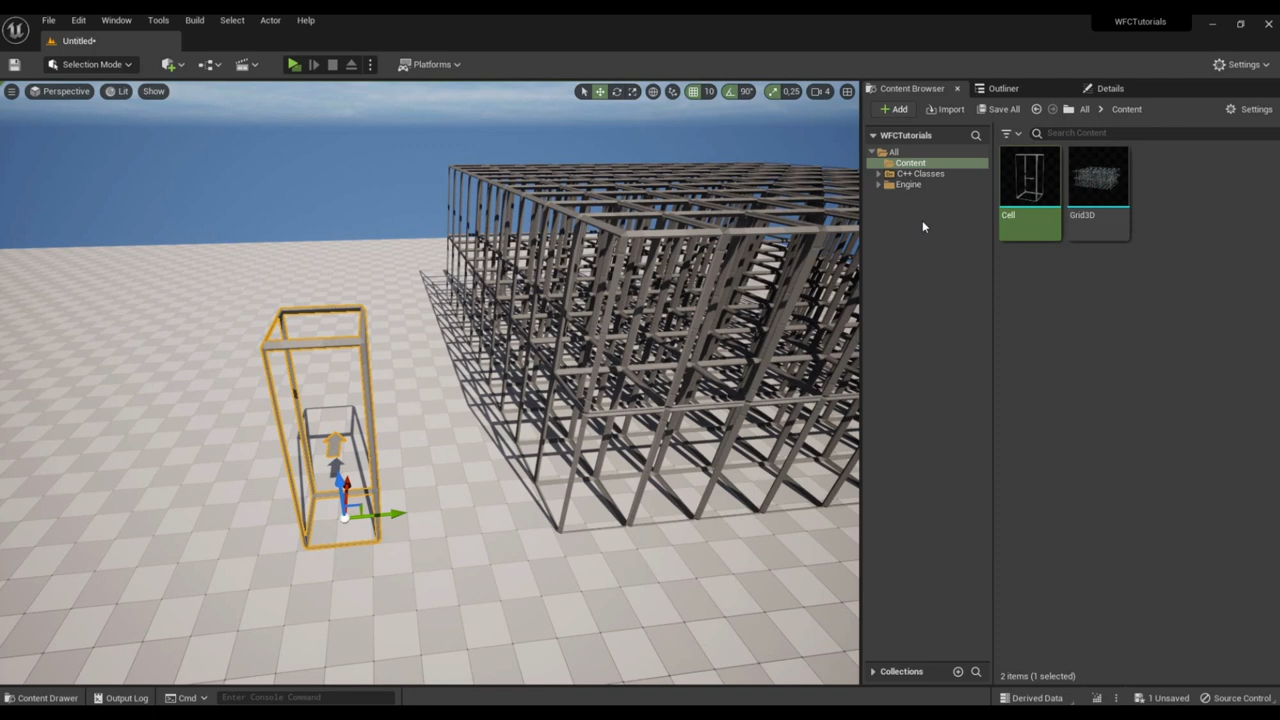 File Edit Window Tools Build Select Actor Help
WFCTutorials
Untitled*
Selection Mode
Platforms
Settings
Perspective Lit Show
10 90° 0,25 4
Content Browser Outliner Details
Add Import Save All All Content Settings
WFCTutorials
Search Content
All
Content
C++ Classes
Engine
Cell
Grid3D
Collections
2 items (1 selected)
Content Drawer Output Log Cmd Enter Console Command
Derived Data 1 Unsaved Source Control